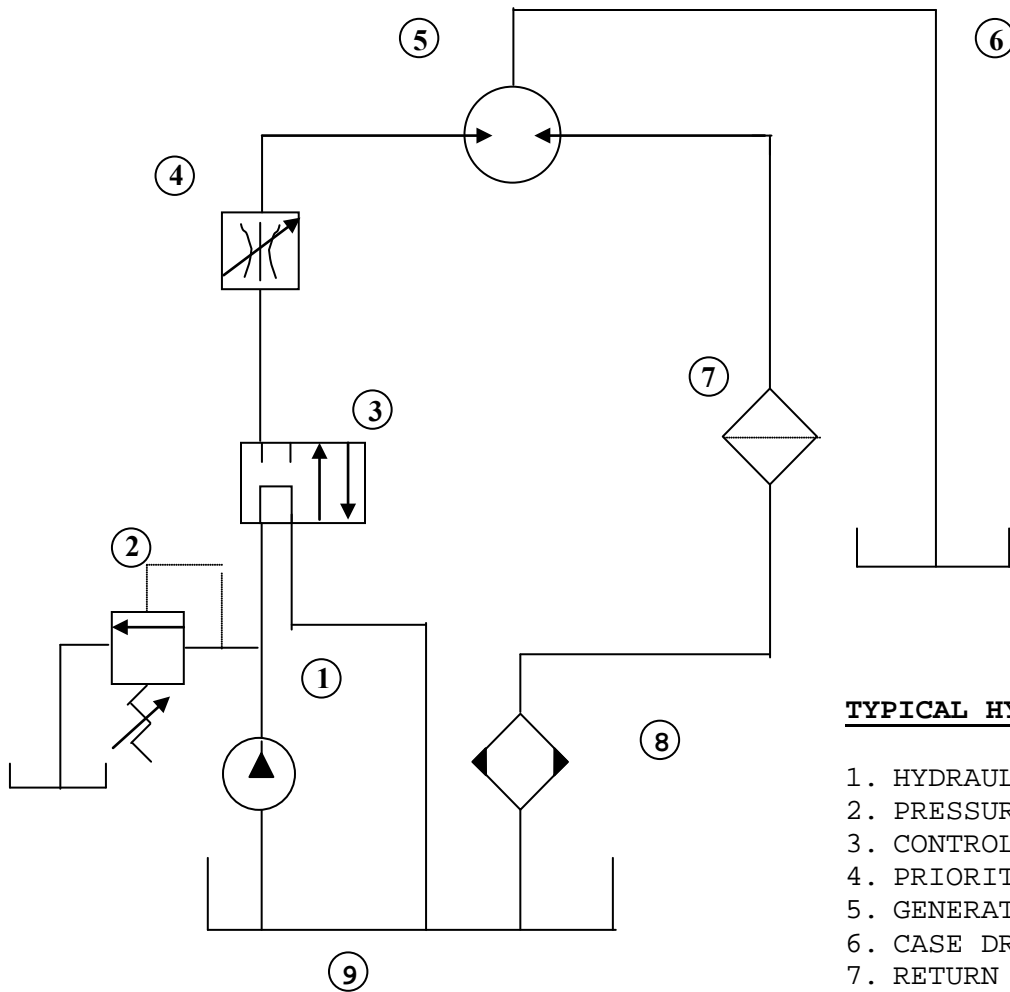 5
6
4
7
3
2
1
8
9
TYPICAL HY
1. HYDRAUL
2. PRESSUR
3. CONTROL
4. PRIORIT
5. GENERAT
6. CASE DR
7. RETURN